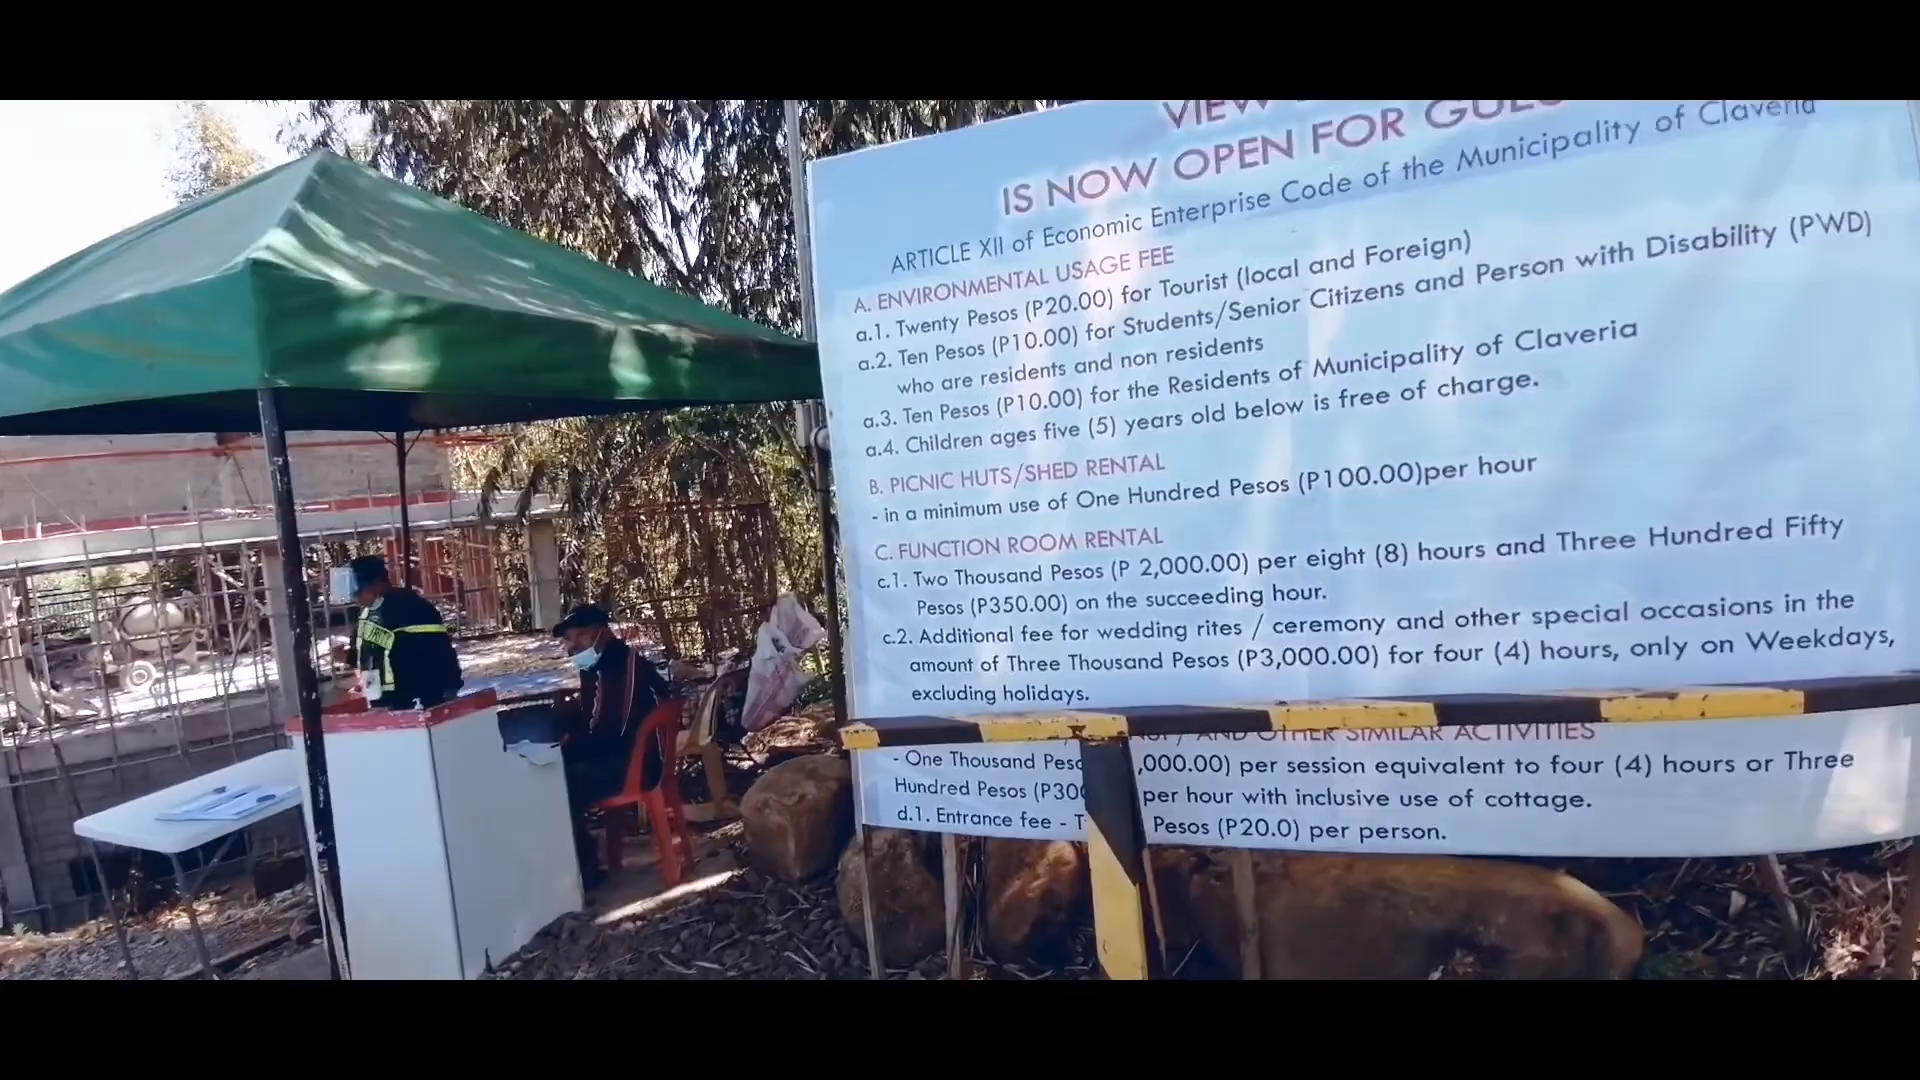 VIEW
IS NOW OPEN FOR
ARTICLE XII of Economic Enterprise Code of the Municipality of Claveria
A. ENVIRONMENTAL USAGE FEE
a.1. Twenty Pesos (P20.00) for Tourist (local and Foreign)
a.2. Ten Pesos (P10.00) for Students/Senior Citizens and Person with Disability (PWD)
who are residents and non residents
a.3. Ten Pesos (P10.00) for the Residents of Municipality of Claveria
a.4. Children ages five (5) years old below is free of charge.
B. PICNIC HUTS/SHED RENTAL
- in a minimum use of One Hundred Pesos (P100.00)per hour
C. FUNCTION ROOM RENTAL
c.1. Two Thousand Pesos (P 2,000.00) per eight (8) hours and Three Hundred Fifty
Pesos (P350.00) on the succeeding hour.
c.2. Additional fee for wedding rites / ceremony and other special occasions in the
amount of Three Thousand Pesos (P3,000.00) for four (4) hours, only on Weekdays,
excluding holidays.
AND OTHER SIMILAR ACTIVITIES
- One Thousand ,000.00) per session equivalent to four (4) hours or Three
Hundred Pesos per hour with inclusive use of cottage.
d.1. Entrance fee - Pesos (P20.0) per person.